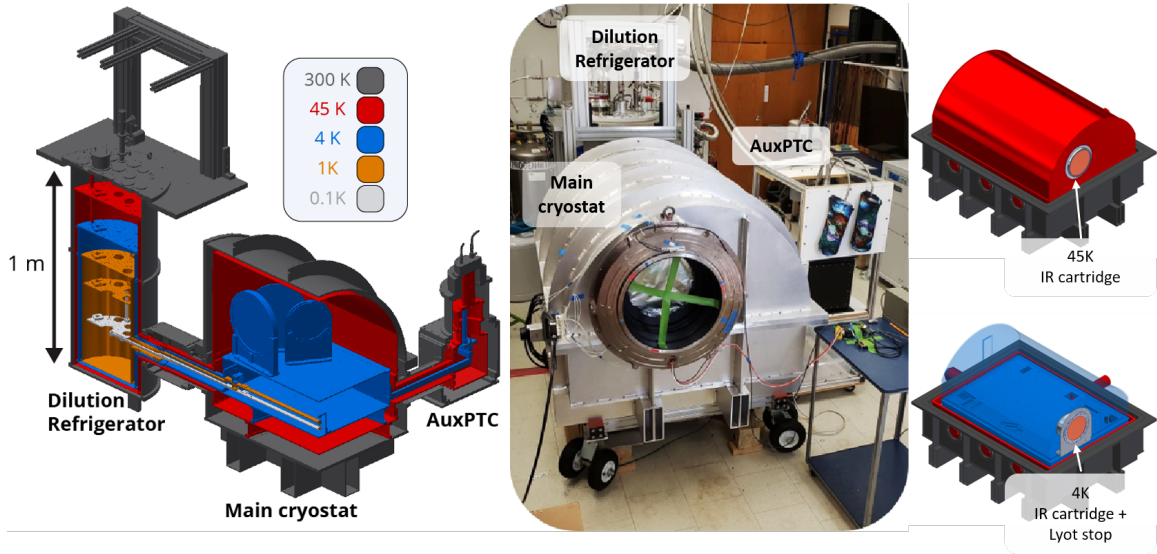 300 K
45 K
4 K
1K
0.1K
1 m
Dilution
Refrigerator
Main cryostat
AuxPTC
Dilution
Refrigerator
AuxPTC
Main
cryostat
45K
IR cartridge
4K
IR cartridge +
Lyot stop